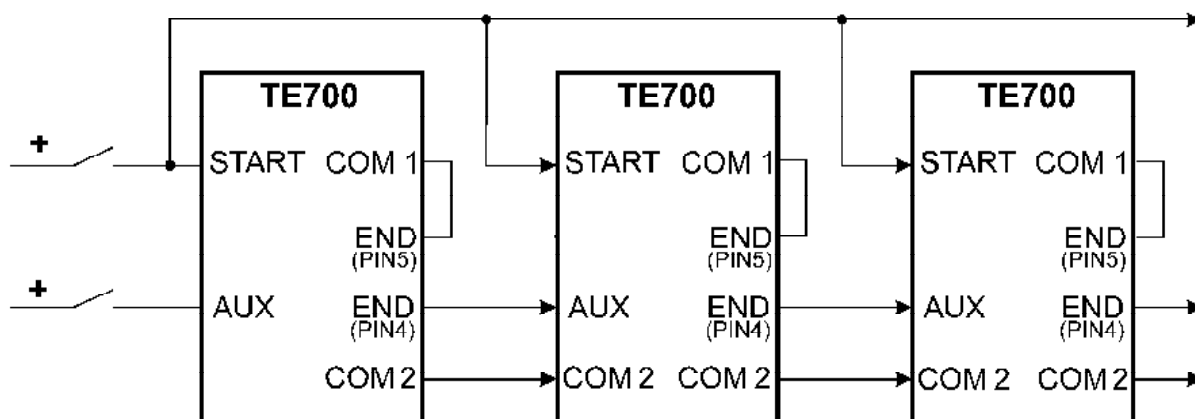 TE700 TE700 TE700
+ START COM 1 START COM 1 START COM 1
END END END
(PIN5) (PIN5) (PIN5)
+ AUX END AUX END AUX END
(PIN4) (PIN4) (PIN4)
COM 2 COM 2 COM 2 COM 2 COM 2